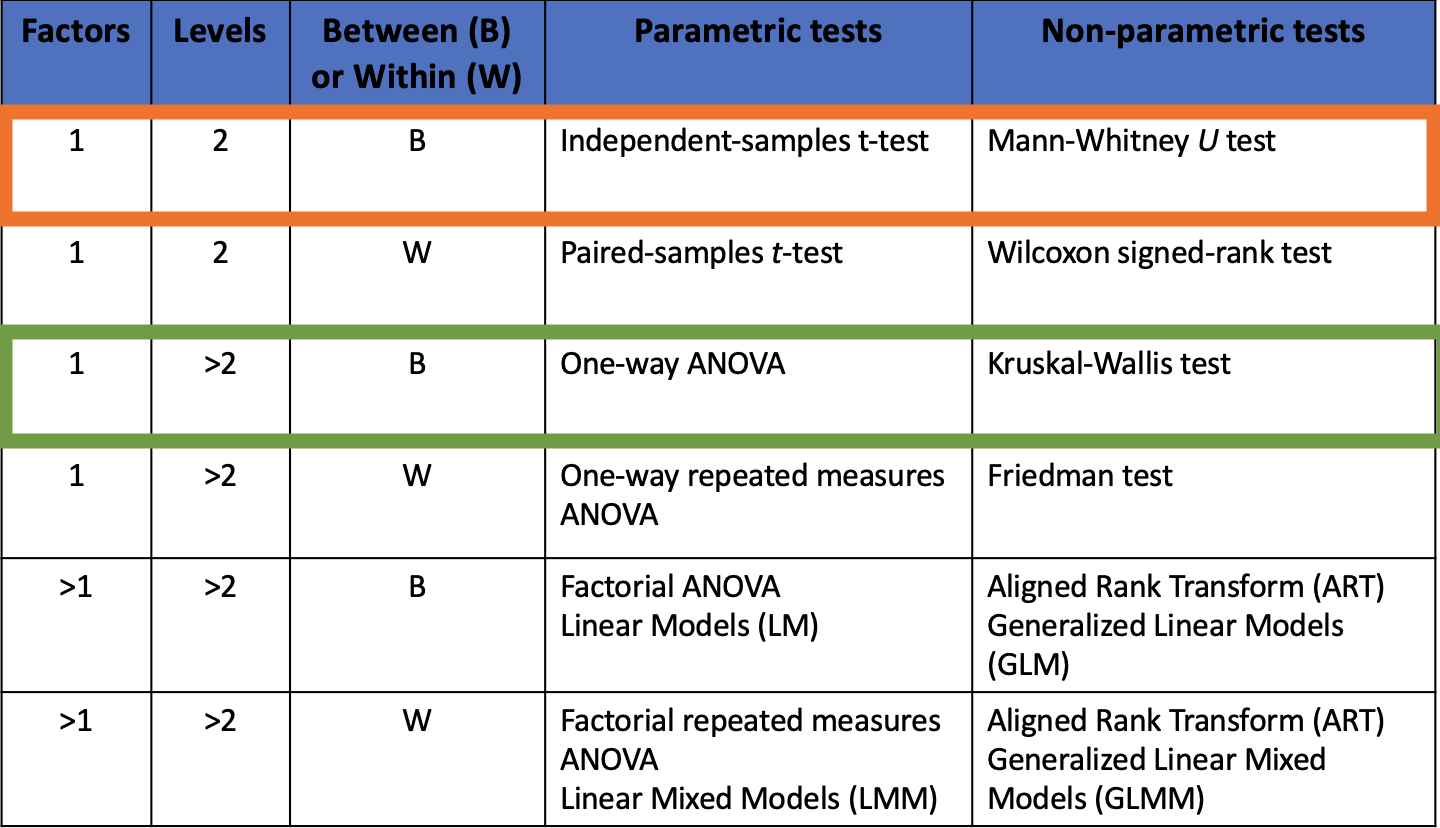 Factors Levels Between (B) Parametric tests Non-parametric tests
or Within (W)
1 2 B Independent-samples t-test Mann-Whitney U test
1 2 W Paired-samples t-test Wilcoxon signed-rank test
1 >2 B One-way ANOVA Kruskal-Wallis test
1 >2 W One-way repeated measures Friedman test
ANOVA
>1 >2 B Factorial ANOVA Aligned Rank Transform (ART)
Linear Models (LM) Generalized Linear Models
(GLM)
>1 >2 W Factorial repeated measures Aligned Rank Transform (ART)
ANOVA Generalized Linear Mixed
Linear Mixed Models (LMM) Models (GLMM)